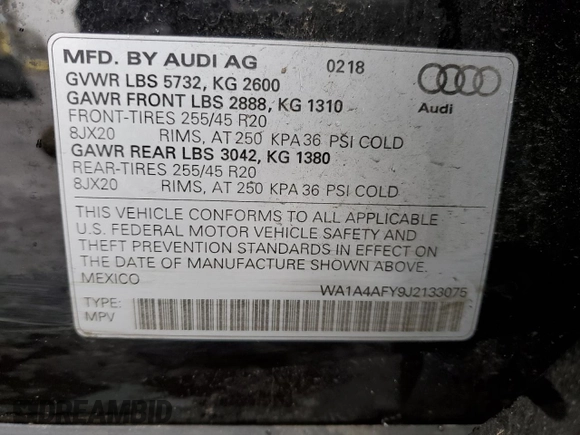 MFD. BY AUDI AG 0218
GVWR LBS 5732, KG 2600
GAWR FRONT LBS 2888, KG 1310
FRONT-TIRES 255/45 R20
8JX20 RIMS, AT 250 KPA 36 PSI COLD
GAWR REAR LBS 3042, KG 1380
REAR-TIRES 255/45 R20
8JX20 RIMS, AT 250 KPA 36 PSI COLD
Audi
THIS VEHICLE CONFORMS TO ALL APPLICABLE
U.S. FEDERAL MOTOR VEHICLE SAFETY AND
THEFT PREVENTION STANDARDS IN EFFECT ON
THE DATE OF MANUFACTURE SHOWN ABOVE.
MEXICO WA1A4AFY9J2133075
TYPE:
MPV
DREAMBID